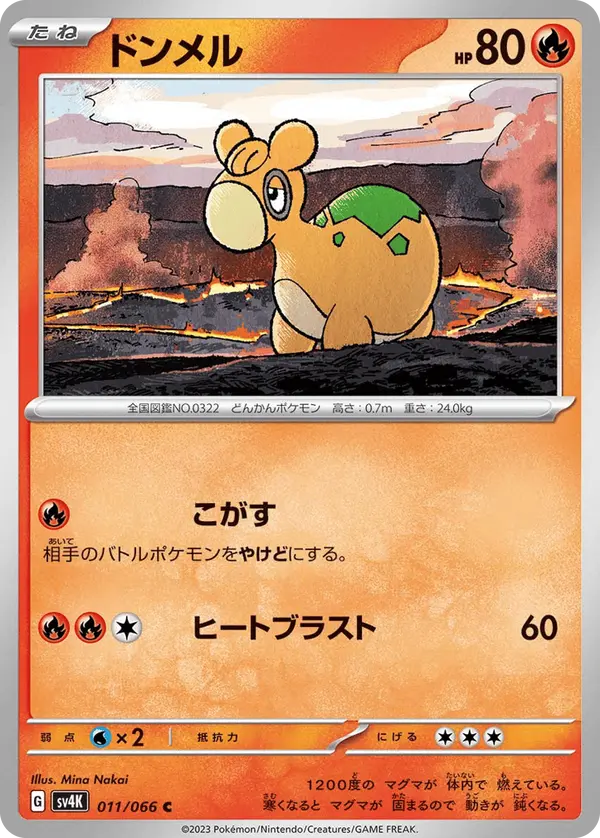 たね ドンメル HP80
全国図鑑NO.0322 どんかんポケモン 高さ:0.7m 重さ:24.0kg
こがす
相手のバトルポケモンをやけどにする。
ヒートブラスト 60
弱点 ×2 抵抗力 にげる
Illus. Mina Nakai
G sv4K 011/066 C
1200度の マグマが 体内で 燃えている。
寒くなると マグマが 固まるので 動きが 鈍くなる。
©2023 Pokémon/Nintendo/Creatures/GAME FREAK.